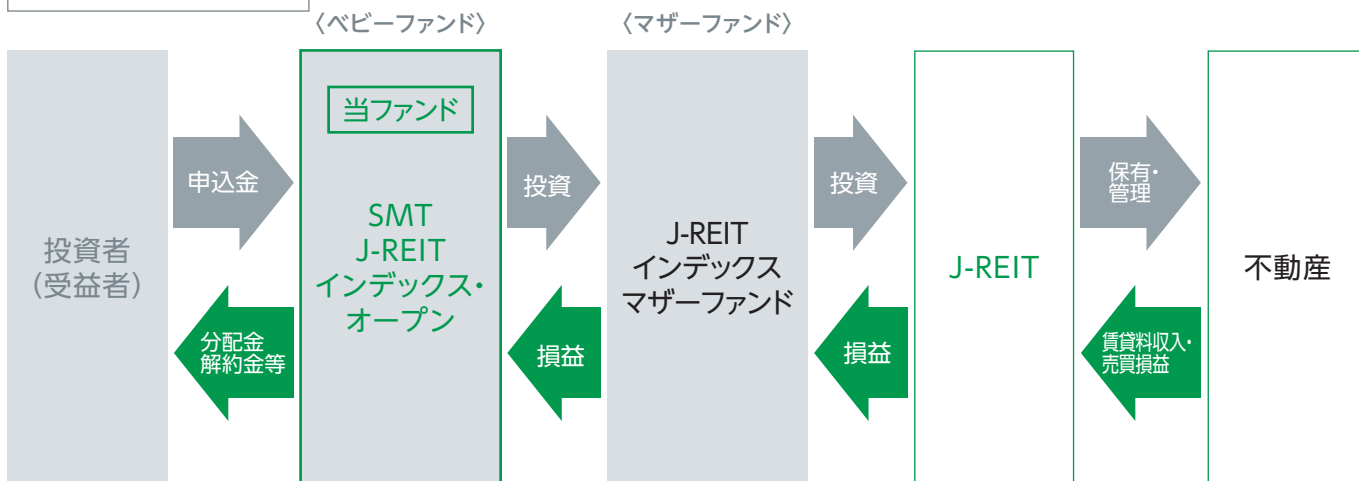 〈ベビーファンド〉
〈マザーファンド〉
投資者
（受益者）
申込金
分配金
解約金等
当ファンド
SMT
J-REIT
インデックス・
オープン
投資
損益
J-REIT
インデックス
マザーファンド
投資
損益
J-REIT
保有・
管理
賃貸料収入・
売買損益
不動産